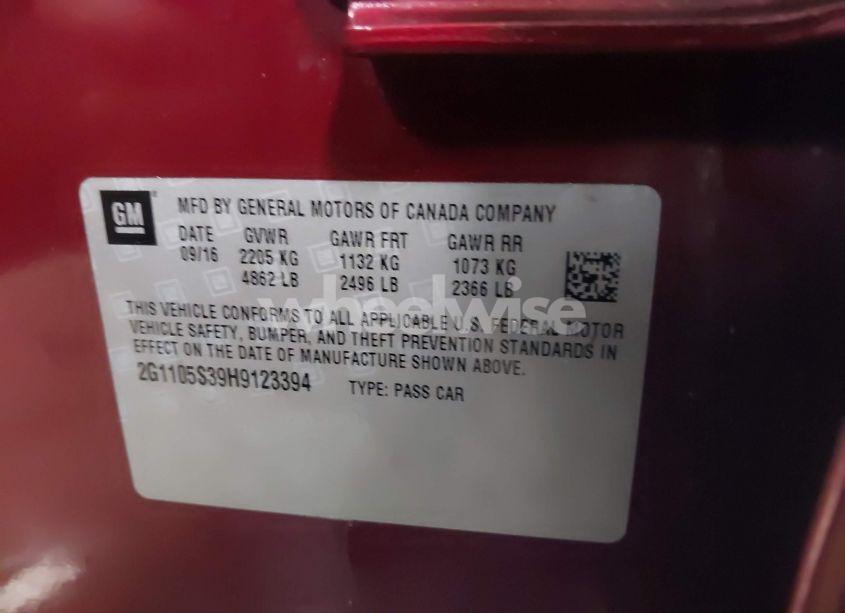 GM
MFD BY GENERAL MOTORS OF CANADA COMPANY
DATE GVWR GAWR FRT GAWR RR
09/16 2205 KG 1132 KG 1073 KG
4862 LB 2496 LB 2366 LB
THIS VEHICLE CONFORMS TO ALL APPLICABLE U.S. FEDERAL MOTOR
VEHICLE SAFETY, BUMPER, AND THEFT PREVENTION STANDARDS IN
EFFECT ON THE DATE OF MANUFACTURE SHOWN ABOVE.
2G1105S39H9123394 TYPE: PASS CAR
wheelwise